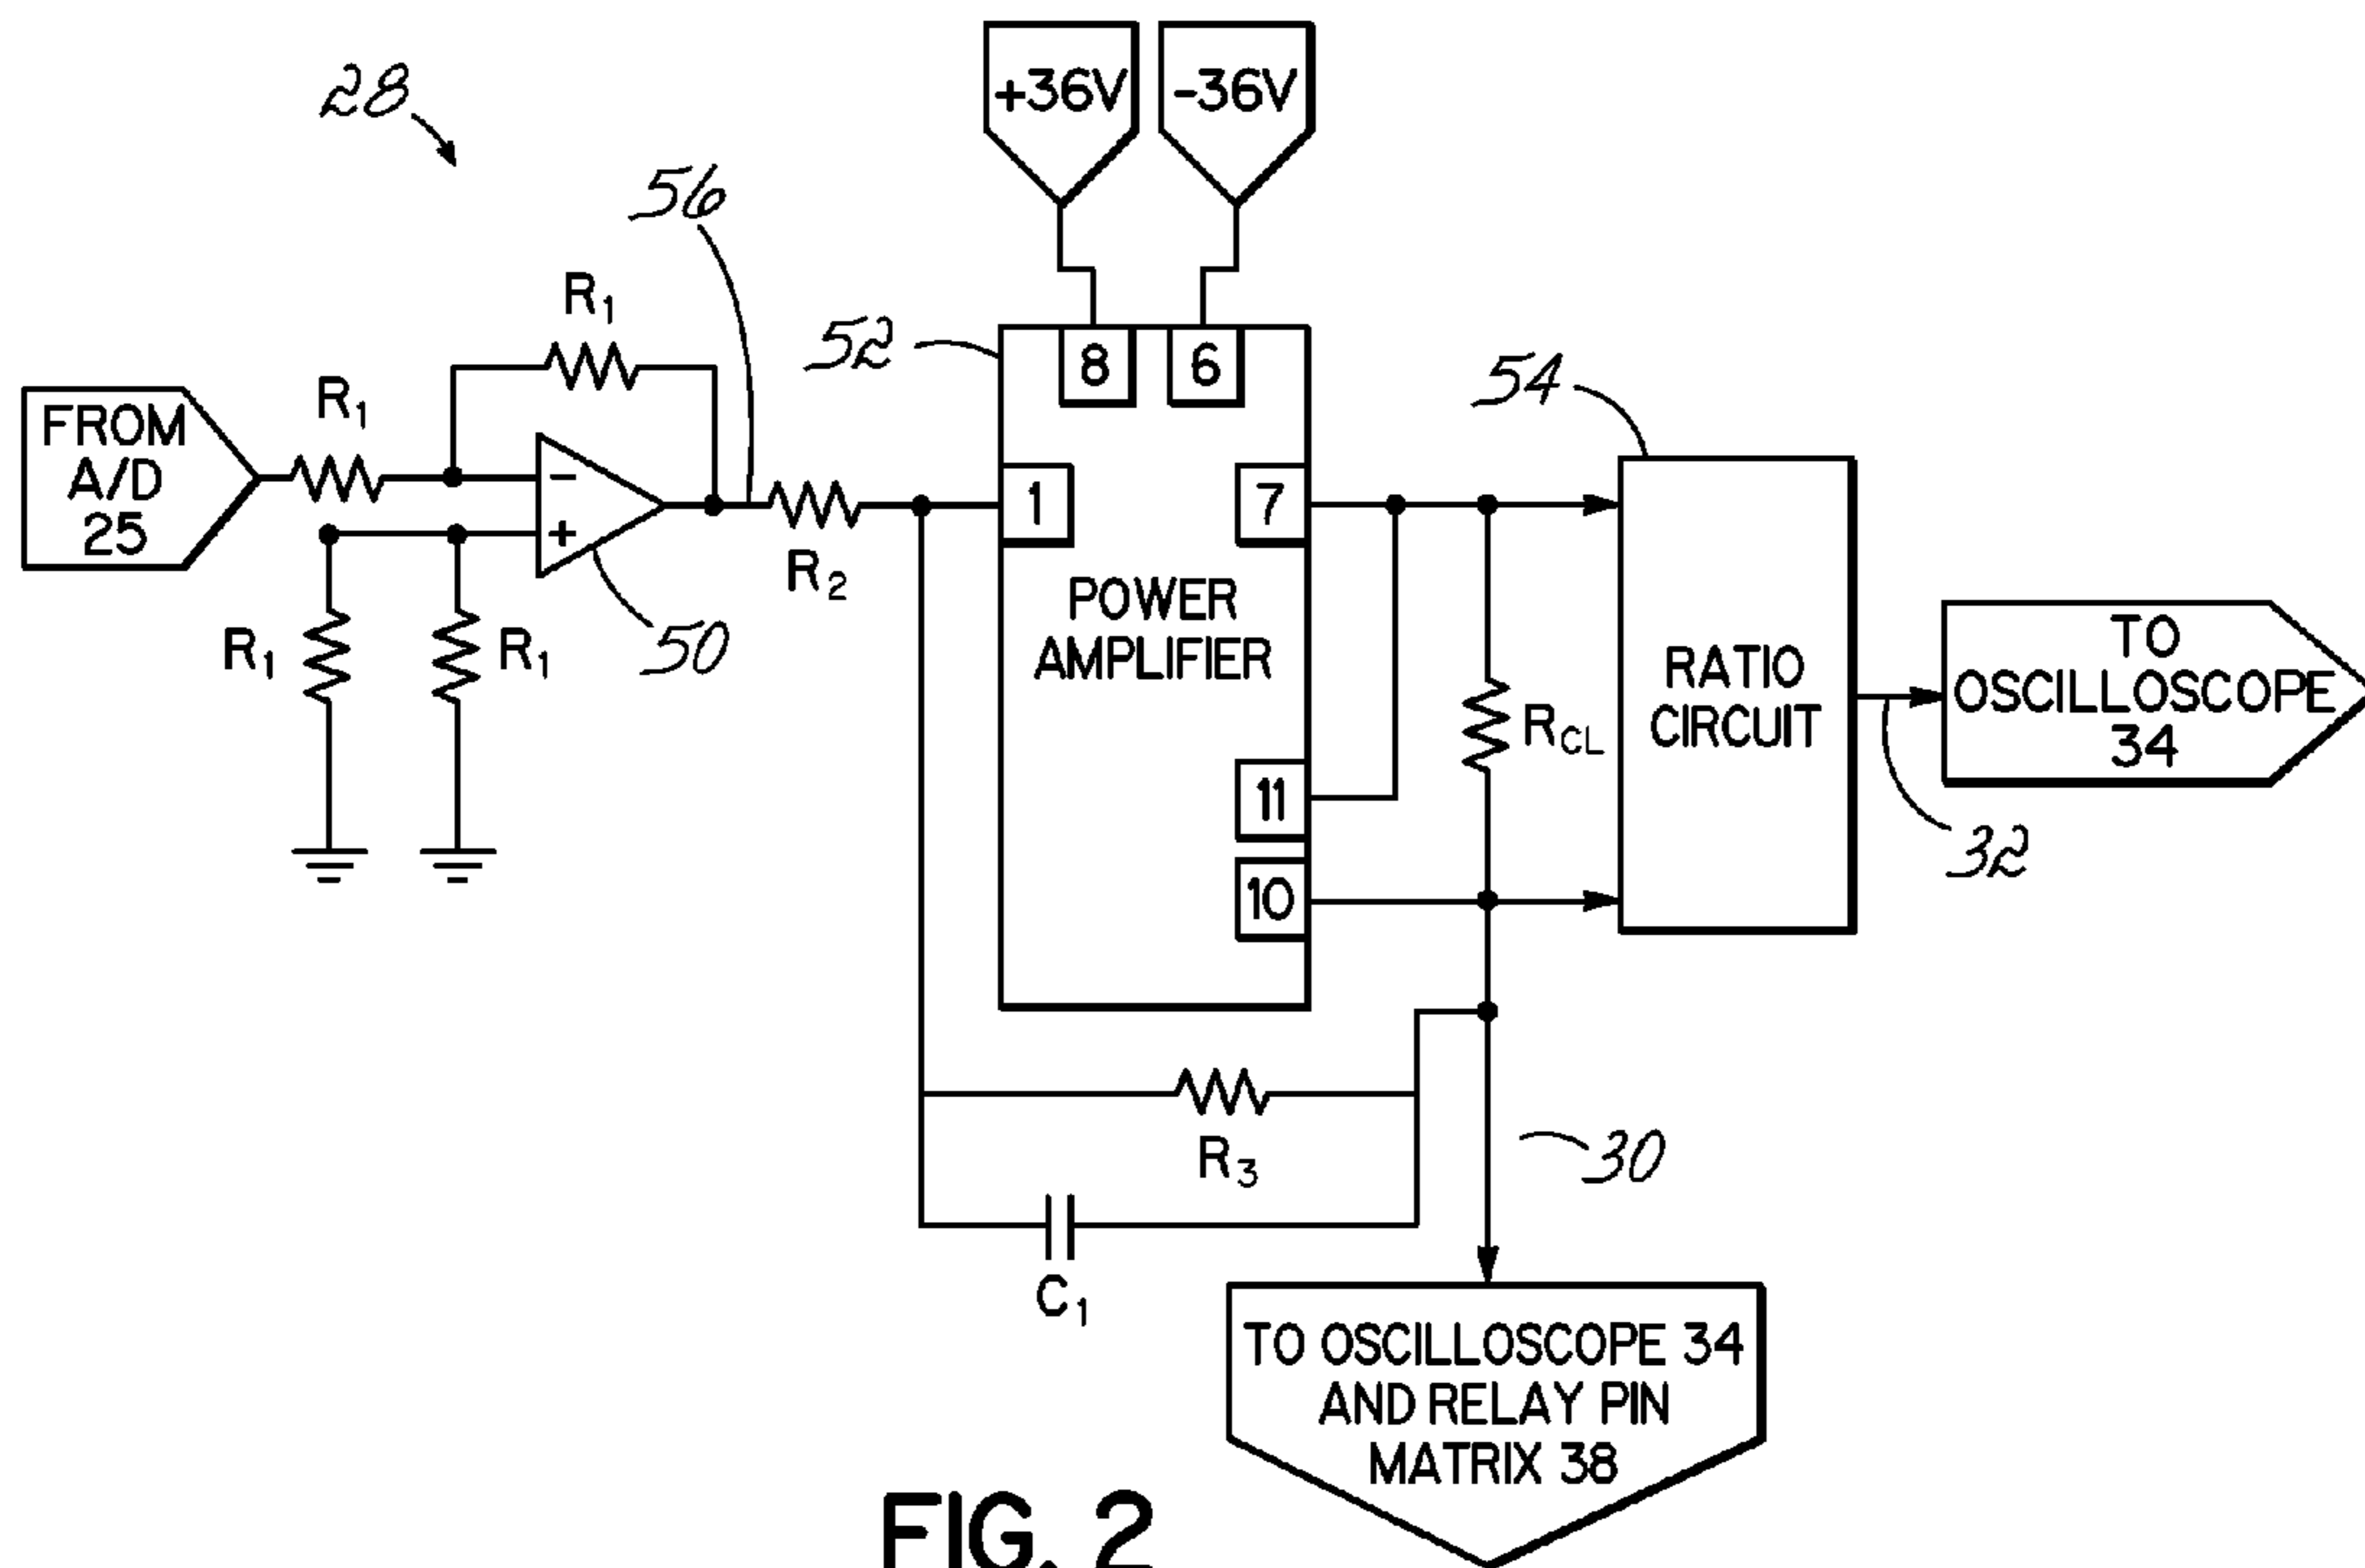 28
+36V
-36V
56
R1
52
8
6
54
FROM
A/D
25
R1
-
+
1
7
R2
50
POWER
AMPLIFIER
R1
R1
RATIO
CIRCUIT
RCL
TO
OSCILLOSCOPE
34
11
10
32
R3
30
C1
TO OSCILLOSCOPE 34
AND RELAY PIN
MATRIX 38
FIG. 2